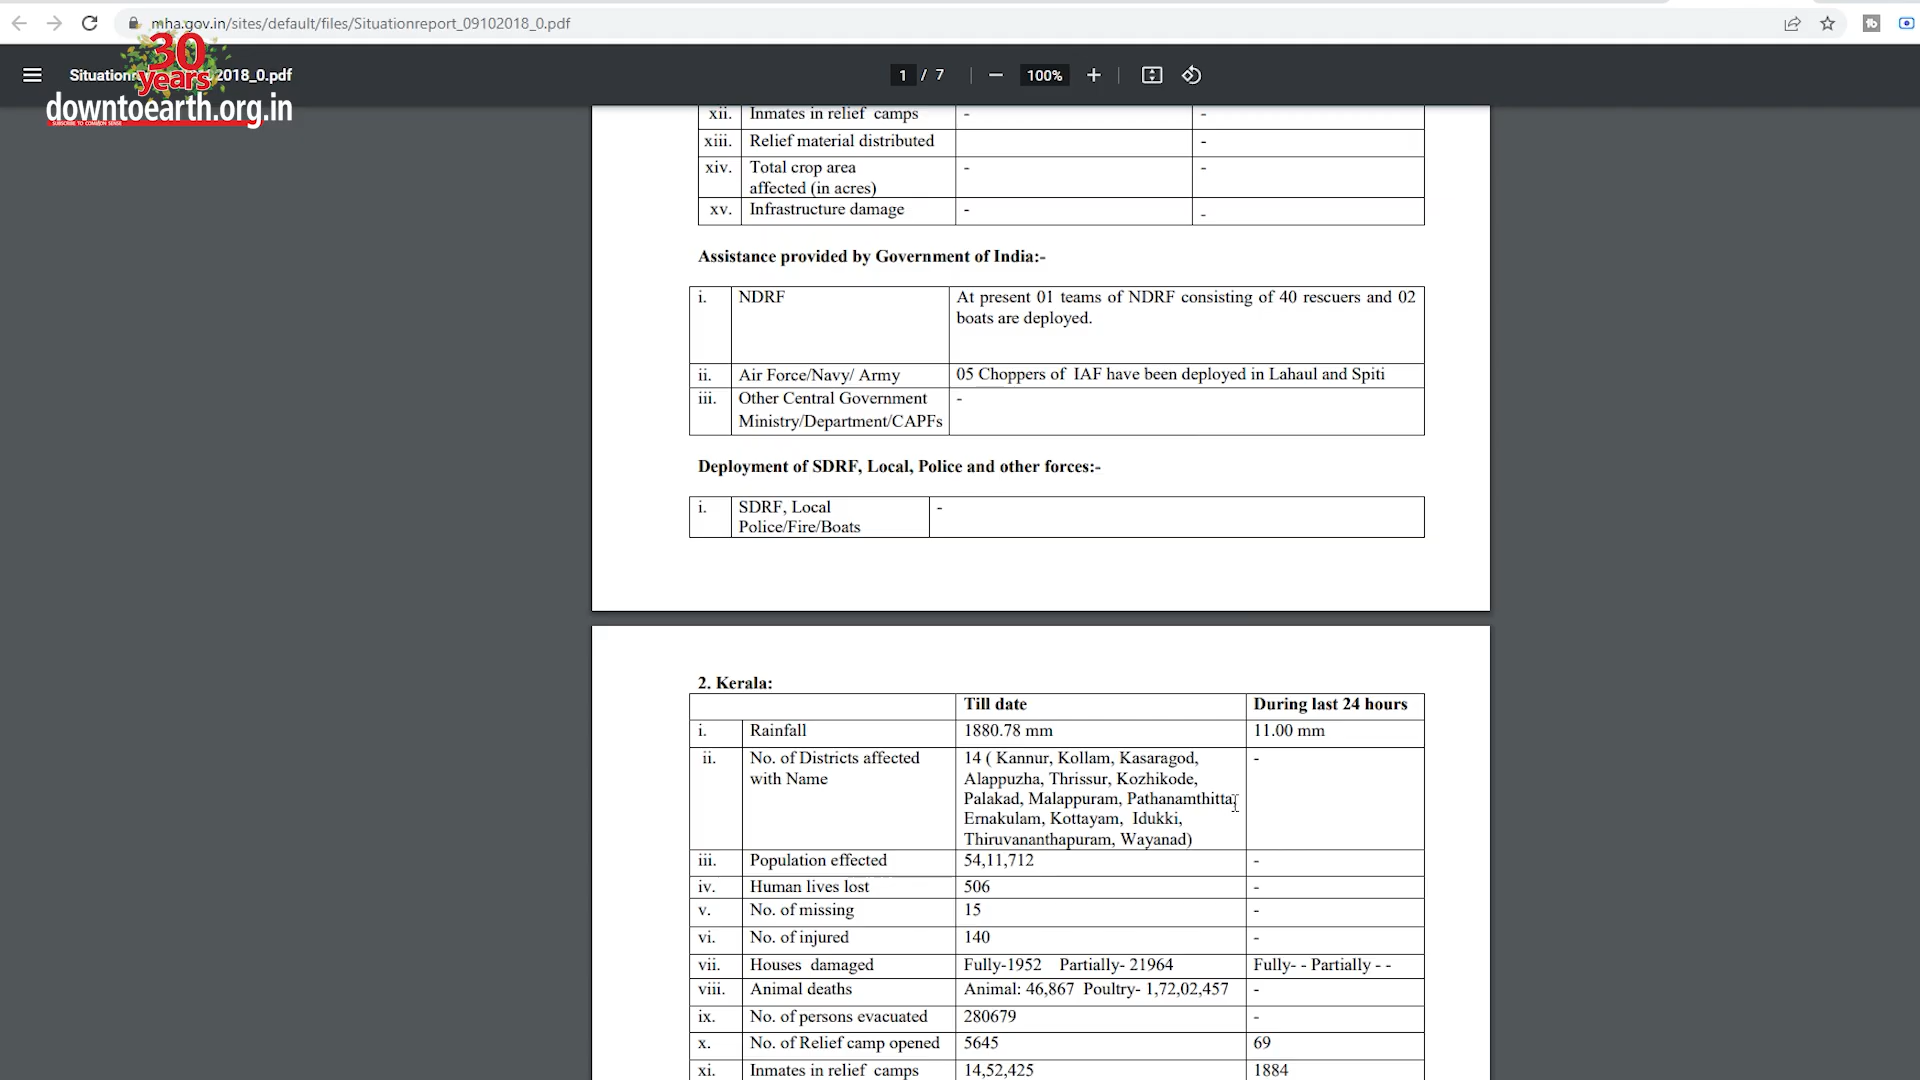 mha.gov.in/sites/default/files/Situationreport_09102018_0.pdf
Situation 2018_0.pdf
1 / 7
100%
30
years
downtoearth.org.in
SUBSCRIBE TO COMMON SENSE
xii. Inmates in relief camps - -
xiii. Relief material distributed -
xiv. Total crop area - -
affected (in acres)
xv. Infrastructure damage - -
Assistance provided by Government of India:-
i. NDRF At present 01 teams of NDRF consisting of 40 rescuers and 02
boats are deployed.
ii. Air Force/Navy/ Army 05 Choppers of IAF have been deployed in Lahaul and Spiti
iii. Other Central Government -
Ministry/Department/CAPFs
Deployment of SDRF, Local, Police and other forces:-
i. SDRF, Local -
Police/Fire/Boats
2. Kerala:
Till date During last 24 hours
i. Rainfall 1880.78 mm 11.00 mm
ii. No. of Districts affected 14 ( Kannur, Kollam, Kasaragod, -
with Name Alappuzha, Thrissur, Kozhikode,
Palakad, Malappuram, Pathanamthitta,
Ernakulam, Kottayam, Idukki,
Thiruvananthapuram, Wayanad)
iii. Population effected 54,11,712 -
iv. Human lives lost 506 -
v. No. of missing 15 -
vi. No. of injured 140 -
vii. Houses damaged Fully-1952 Partially- 21964 Fully- - Partially - -
viii. Animal deaths Animal: 46,867 Poultry- 1,72,02,457 -
ix. No. of persons evacuated 280679 -
x. No. of Relief camp opened 5645 69
xi. Inmates in relief camps 14,52,425 1884